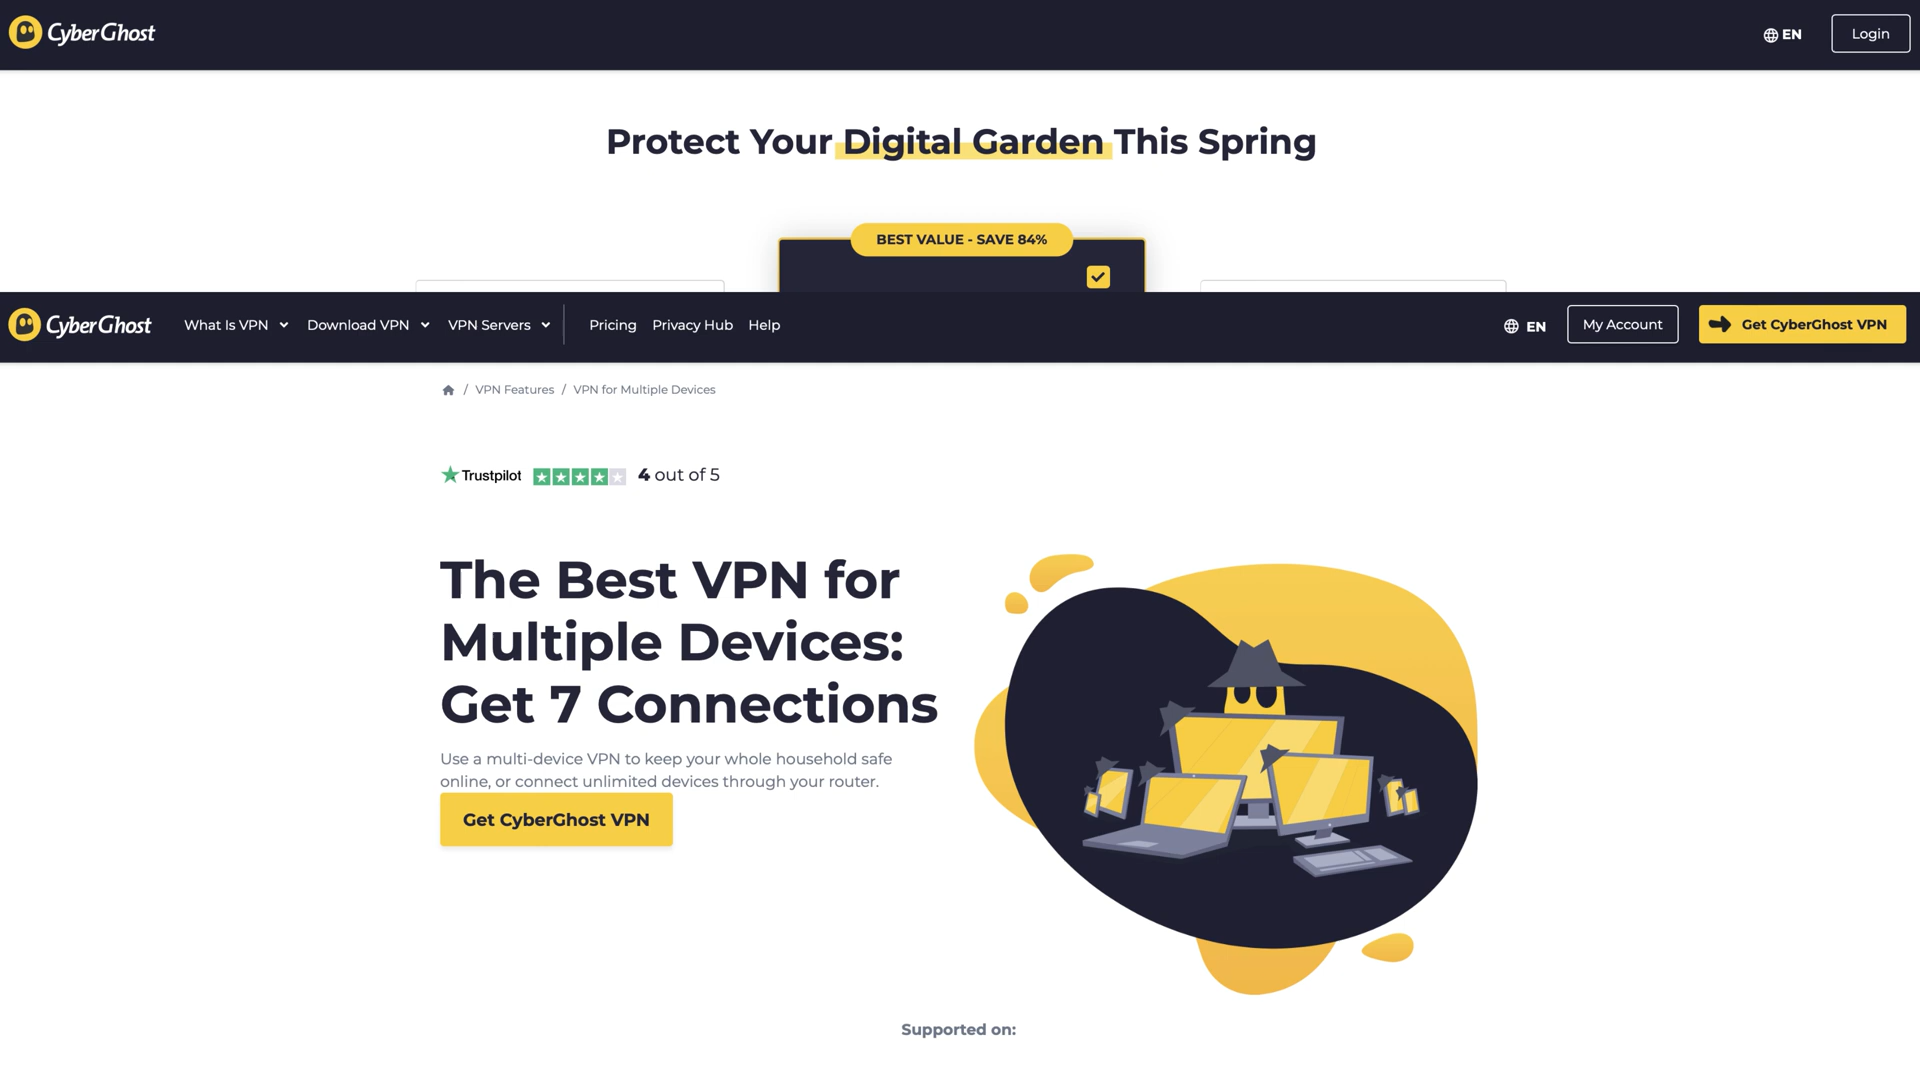 CyberGhost
EN
Login
Protect Your Digital Garden This Spring
BEST VALUE - SAVE 84%
CyberGhost
What Is VPN
Download VPN
VPN Servers
Pricing
Privacy Hub
Help
EN
My Account
Get CyberGhost VPN
/ VPN Features / VPN for Multiple Devices
Trustpilot
4 out of 5
The Best VPN for
Multiple Devices:
Get 7 Connections
Use a multi-device VPN to keep your whole household safe
online, or connect unlimited devices through your router.
Get CyberGhost VPN
Supported on: